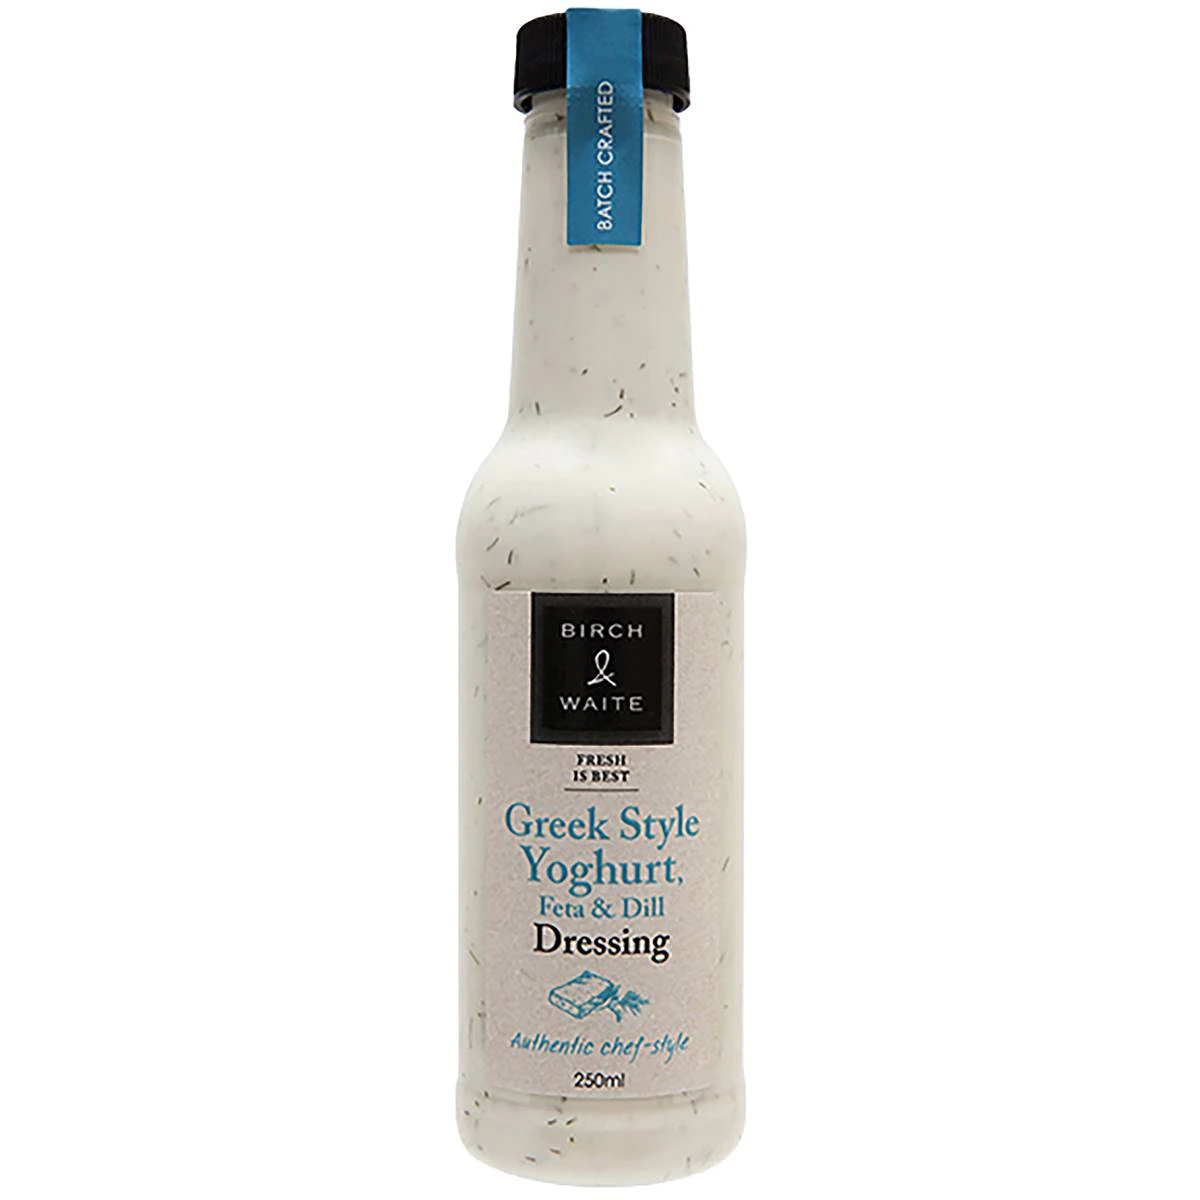 BATCH CRAFTED
BIRCH
&
WAITE
FRESH
IS BEST
Greek Style
Yoghurt,
Feta & Dill
Dressing
Authentic chef-style
250ml